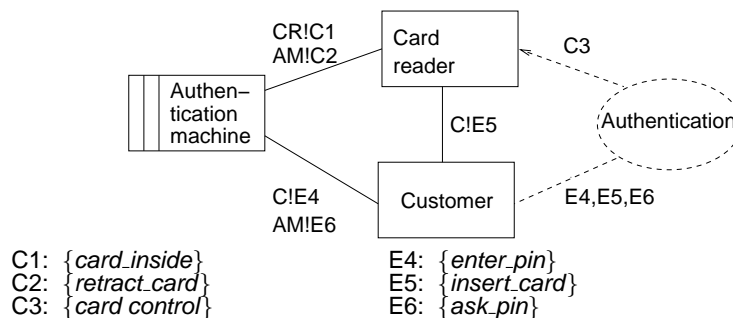 CR!C1
AM!C2
Card
reader
C3
Authen–
tication
machine
C!E5
Authentication
C!E4
AM!E6
Customer
E4,E5,E6
C1: {card_inside}
C2: {retract_card}
C3: {card control}
E4: {enter_pin}
E5: {insert_card}
E6: {ask_pin}